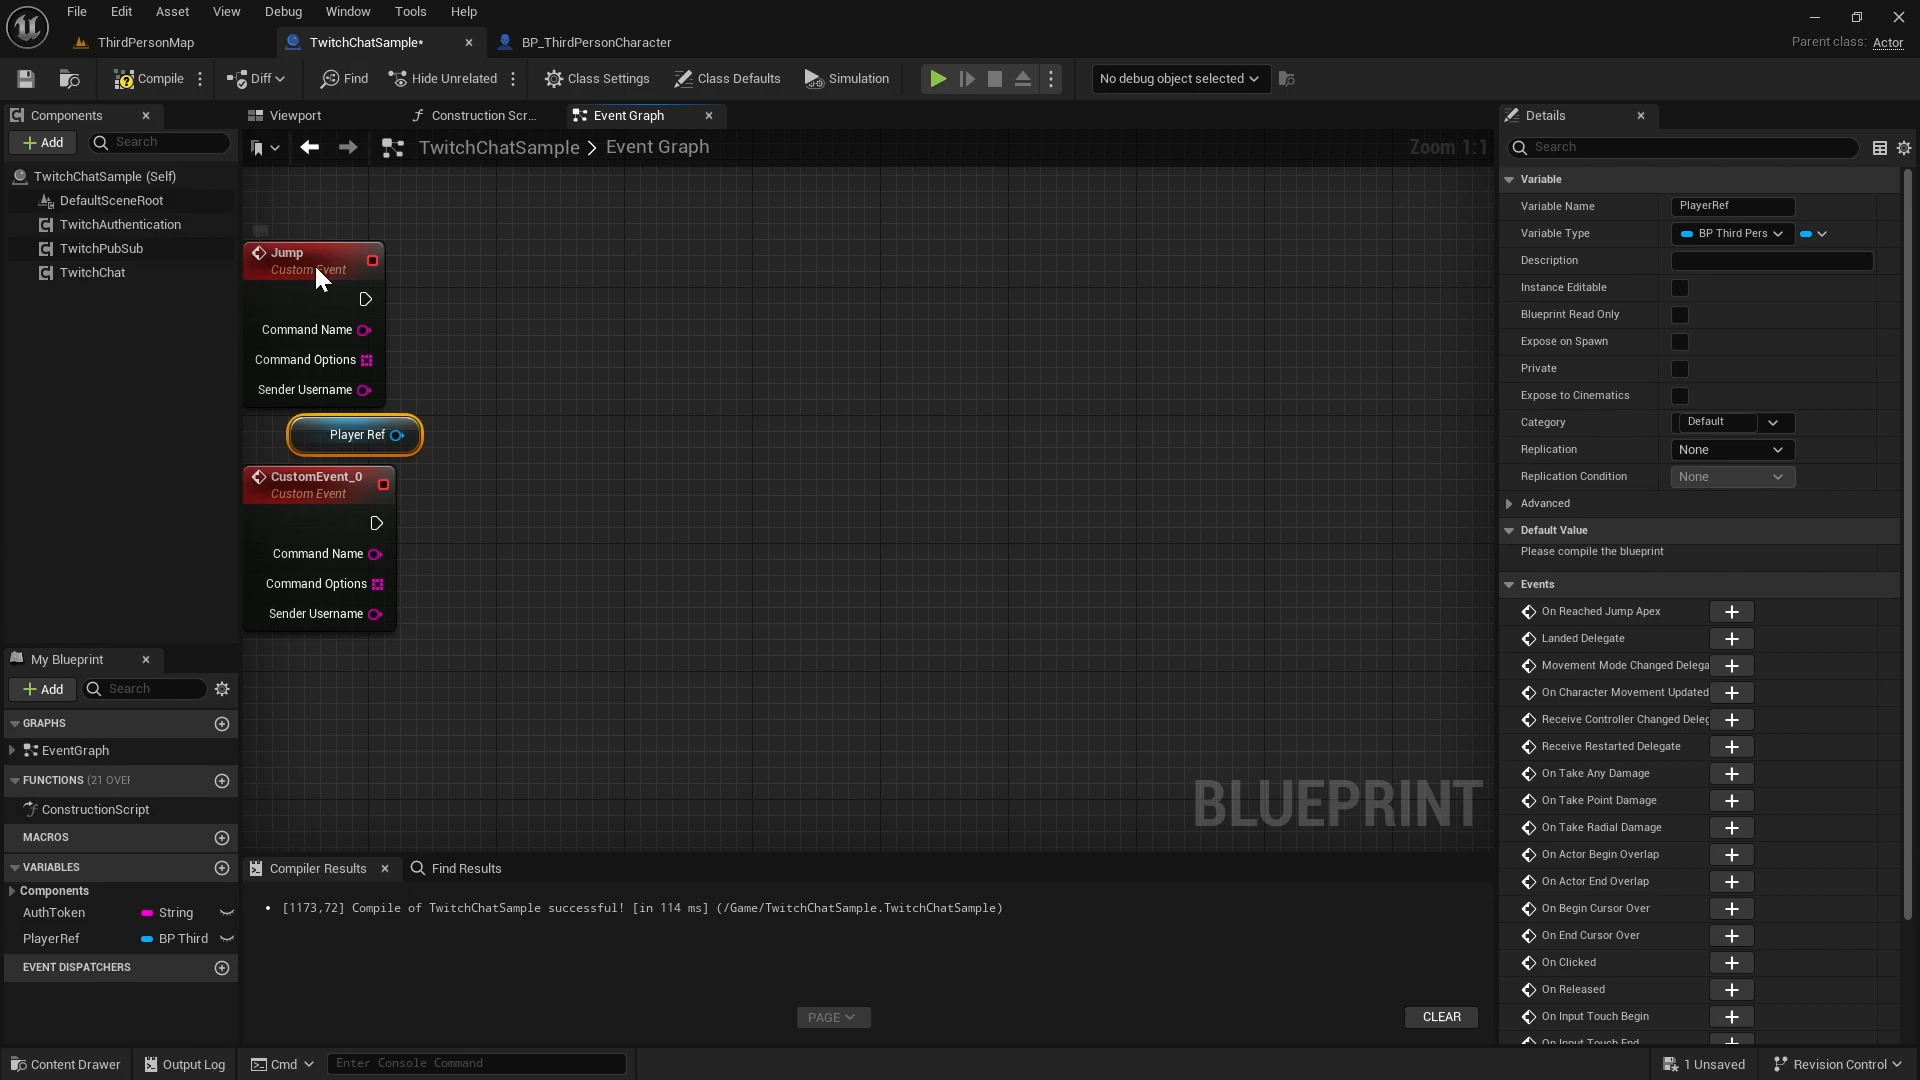 File Edit Asset View Debug Window Tools Help
ThirdPersonMap TwitchChatSample* BP_ThirdPersonCharacter
Parent class: Actor
Compile Diff Find Hide Unrelated Class Settings Class Defaults Simulation No debug object selected
Components Viewport Construction Scr... Event Graph Details
Add Search
TwitchChatSample > Event Graph Zoom 1:1
Search
TwitchChatSample (Self)
DefaultSceneRoot
TwitchAuthentication
TwitchPubSub
TwitchChat
Jump
Custom Event
Command Name
Command Options
Sender Username
Player Ref
CustomEvent_0
Custom Event
Command Name
Command Options
Sender Username
BLUEPRINT
My Blueprint
Add Search
GRAPHS
EventGraph
FUNCTIONS (21 OVER
ConstructionScript
MACROS
VARIABLES
Components
AuthToken String
PlayerRef BP Third
EVENT DISPATCHERS
Compiler Results Find Results
• [1173,72] Compile of TwitchChatSample successful! [in 114 ms] (/Game/TwitchChatSample.TwitchChatSample)
PAGE CLEAR
Variable
Variable Name PlayerRef
Variable Type BP Third Pers
Description
Instance Editable
Blueprint Read Only
Expose on Spawn
Private
Expose to Cinematics
Category Default
Replication None
Replication Condition None
Advanced
Default Value
Please compile the blueprint
Events
On Reached Jump Apex
Landed Delegate
Movement Mode Changed Delega
On Character Movement Updated
Receive Controller Changed Deleg
Receive Restarted Delegate
On Take Any Damage
On Take Point Damage
On Take Radial Damage
On Actor Begin Overlap
On Actor End Overlap
On Begin Cursor Over
On End Cursor Over
On Clicked
On Released
On Input Touch Begin
On Input Touch End
Content Drawer Output Log Cmd Enter Console Command 1 Unsaved Revision Control